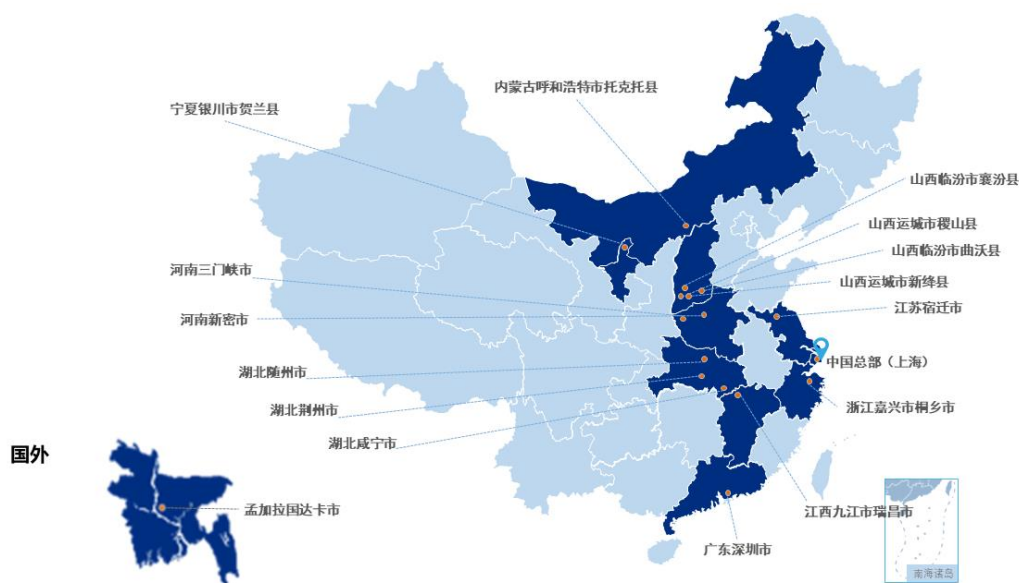 内蒙古呼和浩特市托克托县
宁夏银川市贺兰县
山西临汾市襄汾县
山西运城市稷山县
山西临汾市曲沃县
河南三门峡市
山西运城市新绛县
江苏宿迁市
河南新密市
中国总部（上海）
湖北随州市
湖北荆州市
浙江嘉兴市桐乡市
湖北咸宁市
国外
孟加拉国达卡市
江西九江市瑞昌市
广东深圳市
南海诸岛